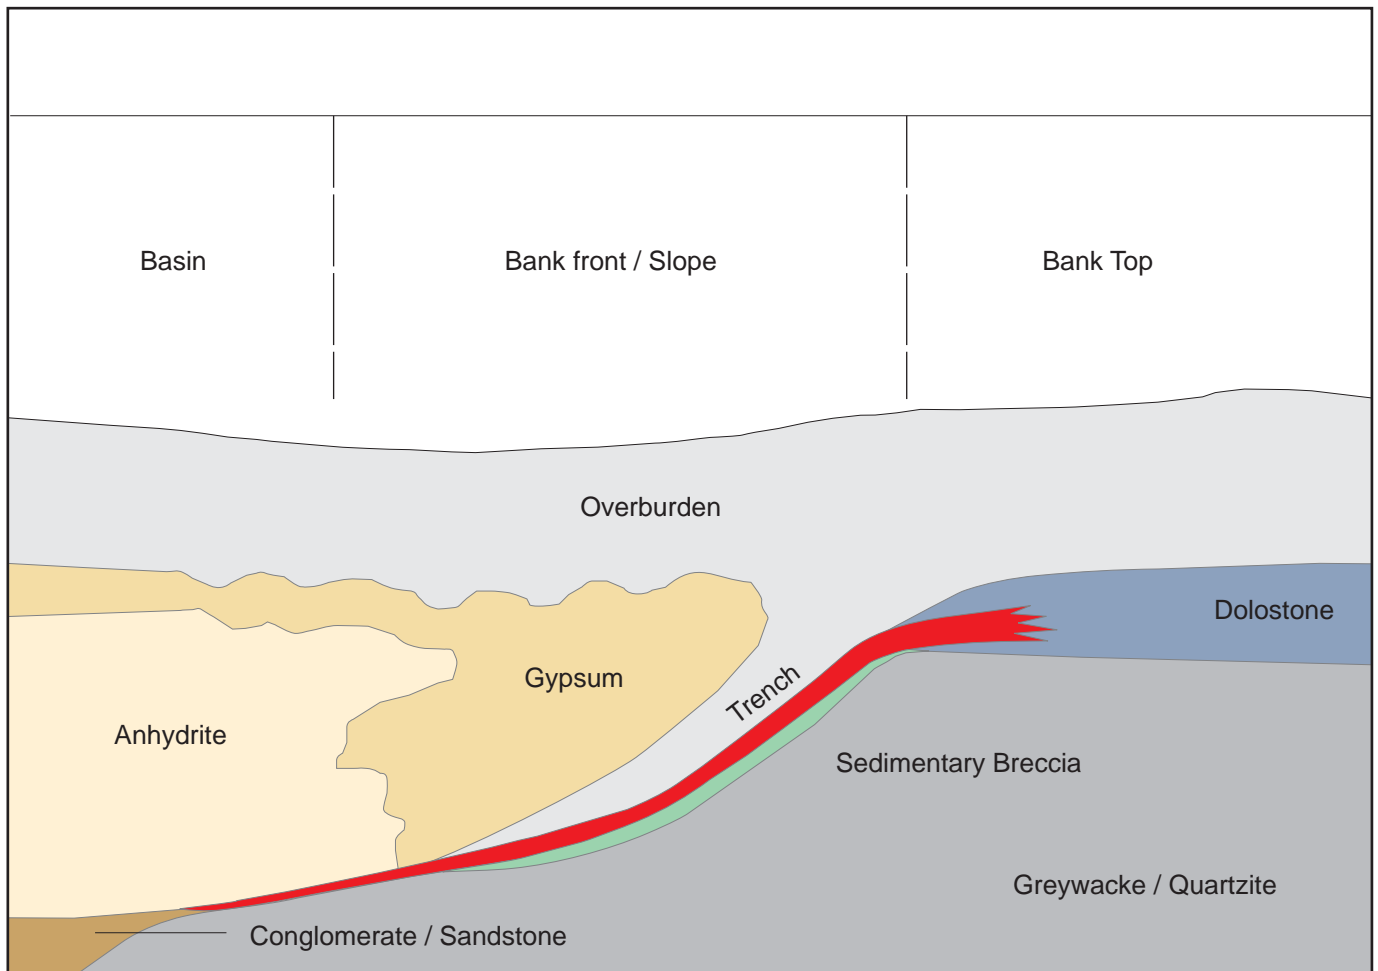 Basin
Bank front / Slope
Bank Top
Overburden
Dolostone
Gypsum
Trench
Anhydrite
Sedimentary Breccia
Greywacke / Quartzite
Conglomerate / Sandstone